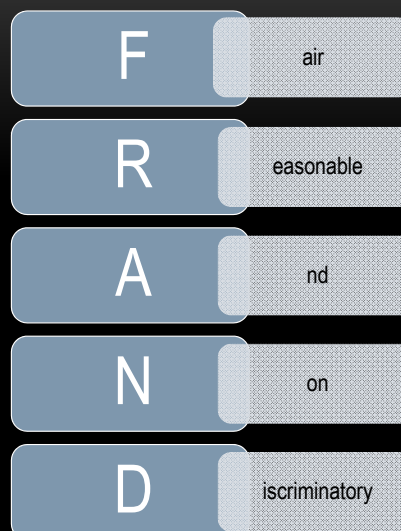 F air
R easonable
A nd
N on
D iscriminatory